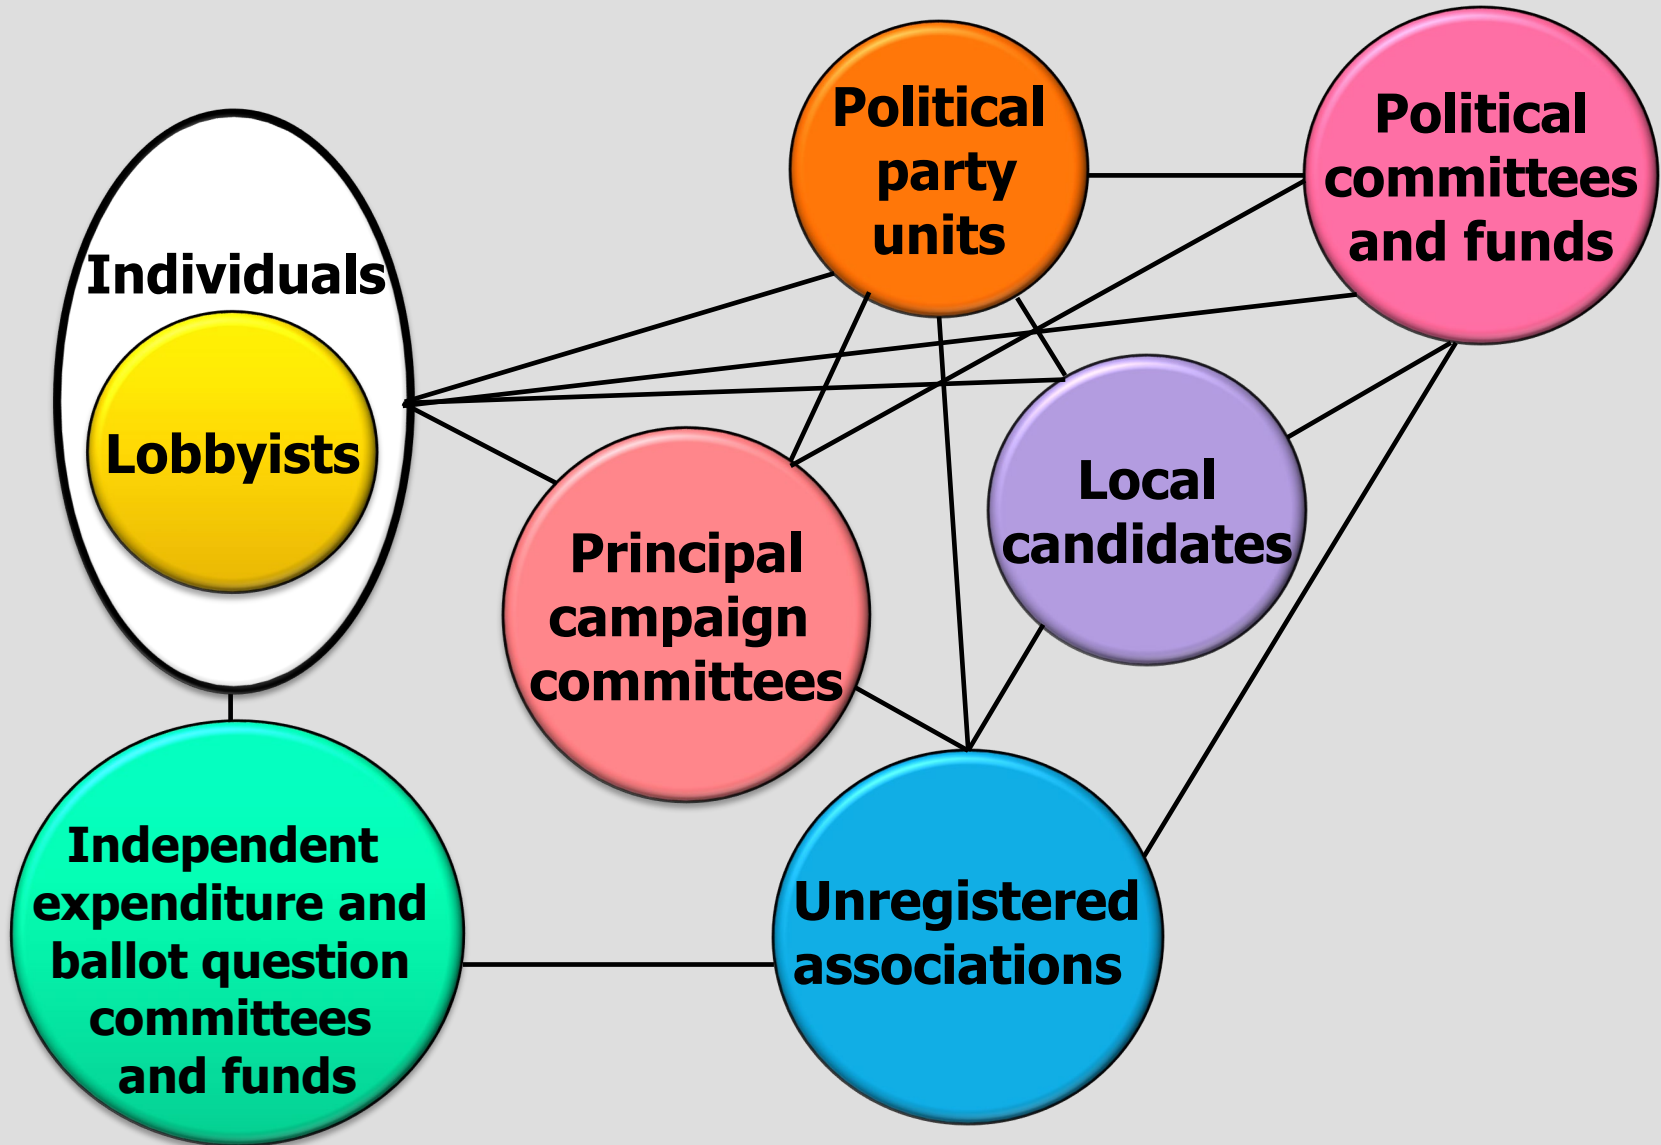 Political
party
units
Political
committees
and funds
Individuals
Lobbyists
Local
candidates
Principal
campaign
committees
Independent
expenditure and
ballot question
committees
and funds
Unregistered
associations